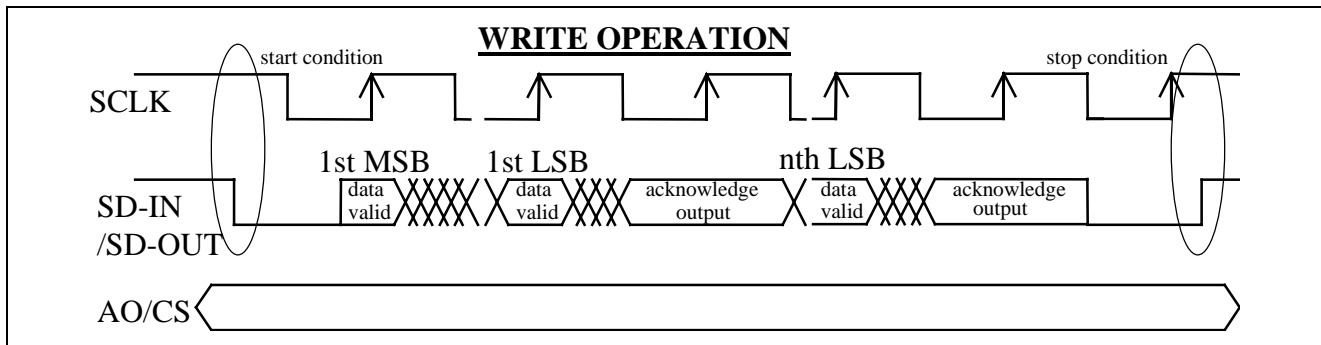 WRITE OPERATION
start condition
stop condition
SCLK
1st MSB
1st LSB
nth LSB
SD-IN
/SD-OUT
data
valid
data
valid
acknowledge
output
data
valid
acknowledge
output
AO/CS